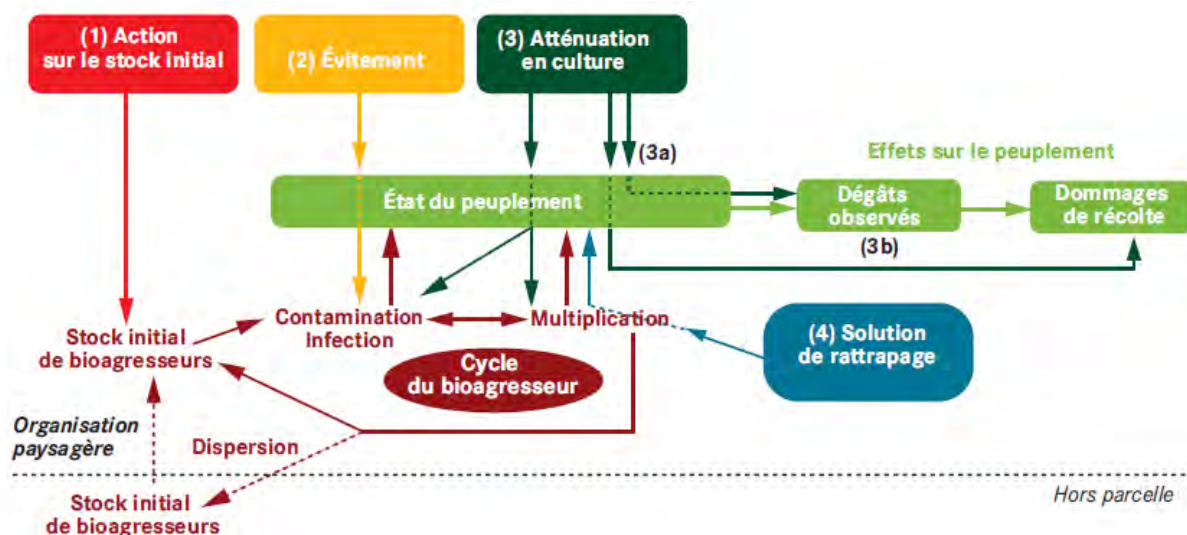 (1) Action
sur le stock initial
(2) Évitement
(3) Atténuation
en culture
(3a)
Effets sur le peuplement
État du peuplement
Dégâts
observés
Dommages
de récolte
(3b)
Contamination
Infection
Multiplication
Stock initial
de bioagresseurs
(4) Solution
de rattrapage
Cycle
du bioagresseur
Organisation
paysagère
Dispersion
Stock initial
de bioagresseurs
Hors parcelle